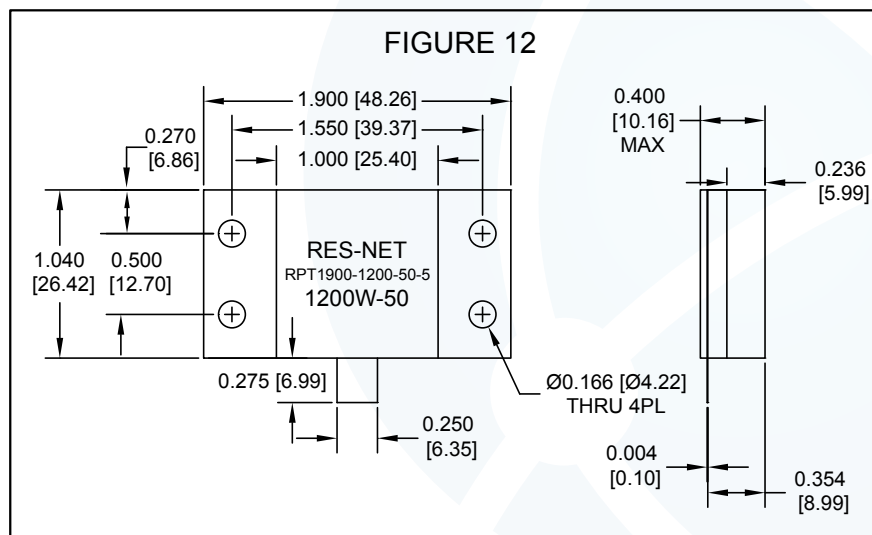 FIGURE 12
1.900 [48.26]
1.550 [39.37]
1.000 [25.40]
0.270
[6.86]
1.040
[26.42]
0.500
[12.70]
RES-NET
RPT1900-1200-50-5
1200W-50
0.275 [6.99]
0.250
[6.35]
Ø0.166 [Ø4.22]
THRU 4PL
0.400
[10.16]
MAX
0.236
[5.99]
0.004
[0.10]
0.354
[8.99]